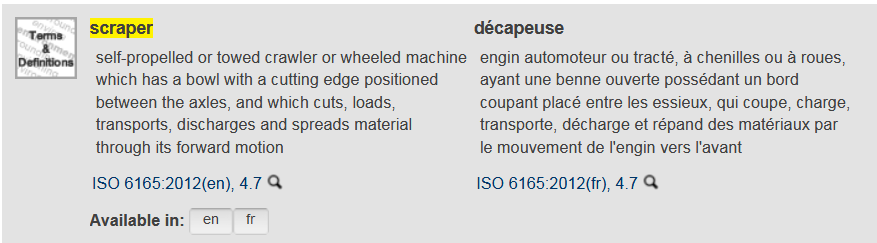 Terms
&
Definitions
scraper
self-propelled or towed crawler or wheeled machine
which has a bowl with a cutting edge positioned
between the axles, and which cuts, loads,
transports, discharges and spreads material
through its forward motion
ISO 6165:2012(en), 4.7
décapeuse
engin automoteur ou tracté, à chenilles ou à roues,
ayant une benne ouverte possédant un bord
coupant placé entre les essieux, qui coupe, charge,
transporte, décharge et répand des matériaux par
le mouvement de l'engin vers l'avant
ISO 6165:2012(fr), 4.7
Available in: en fr